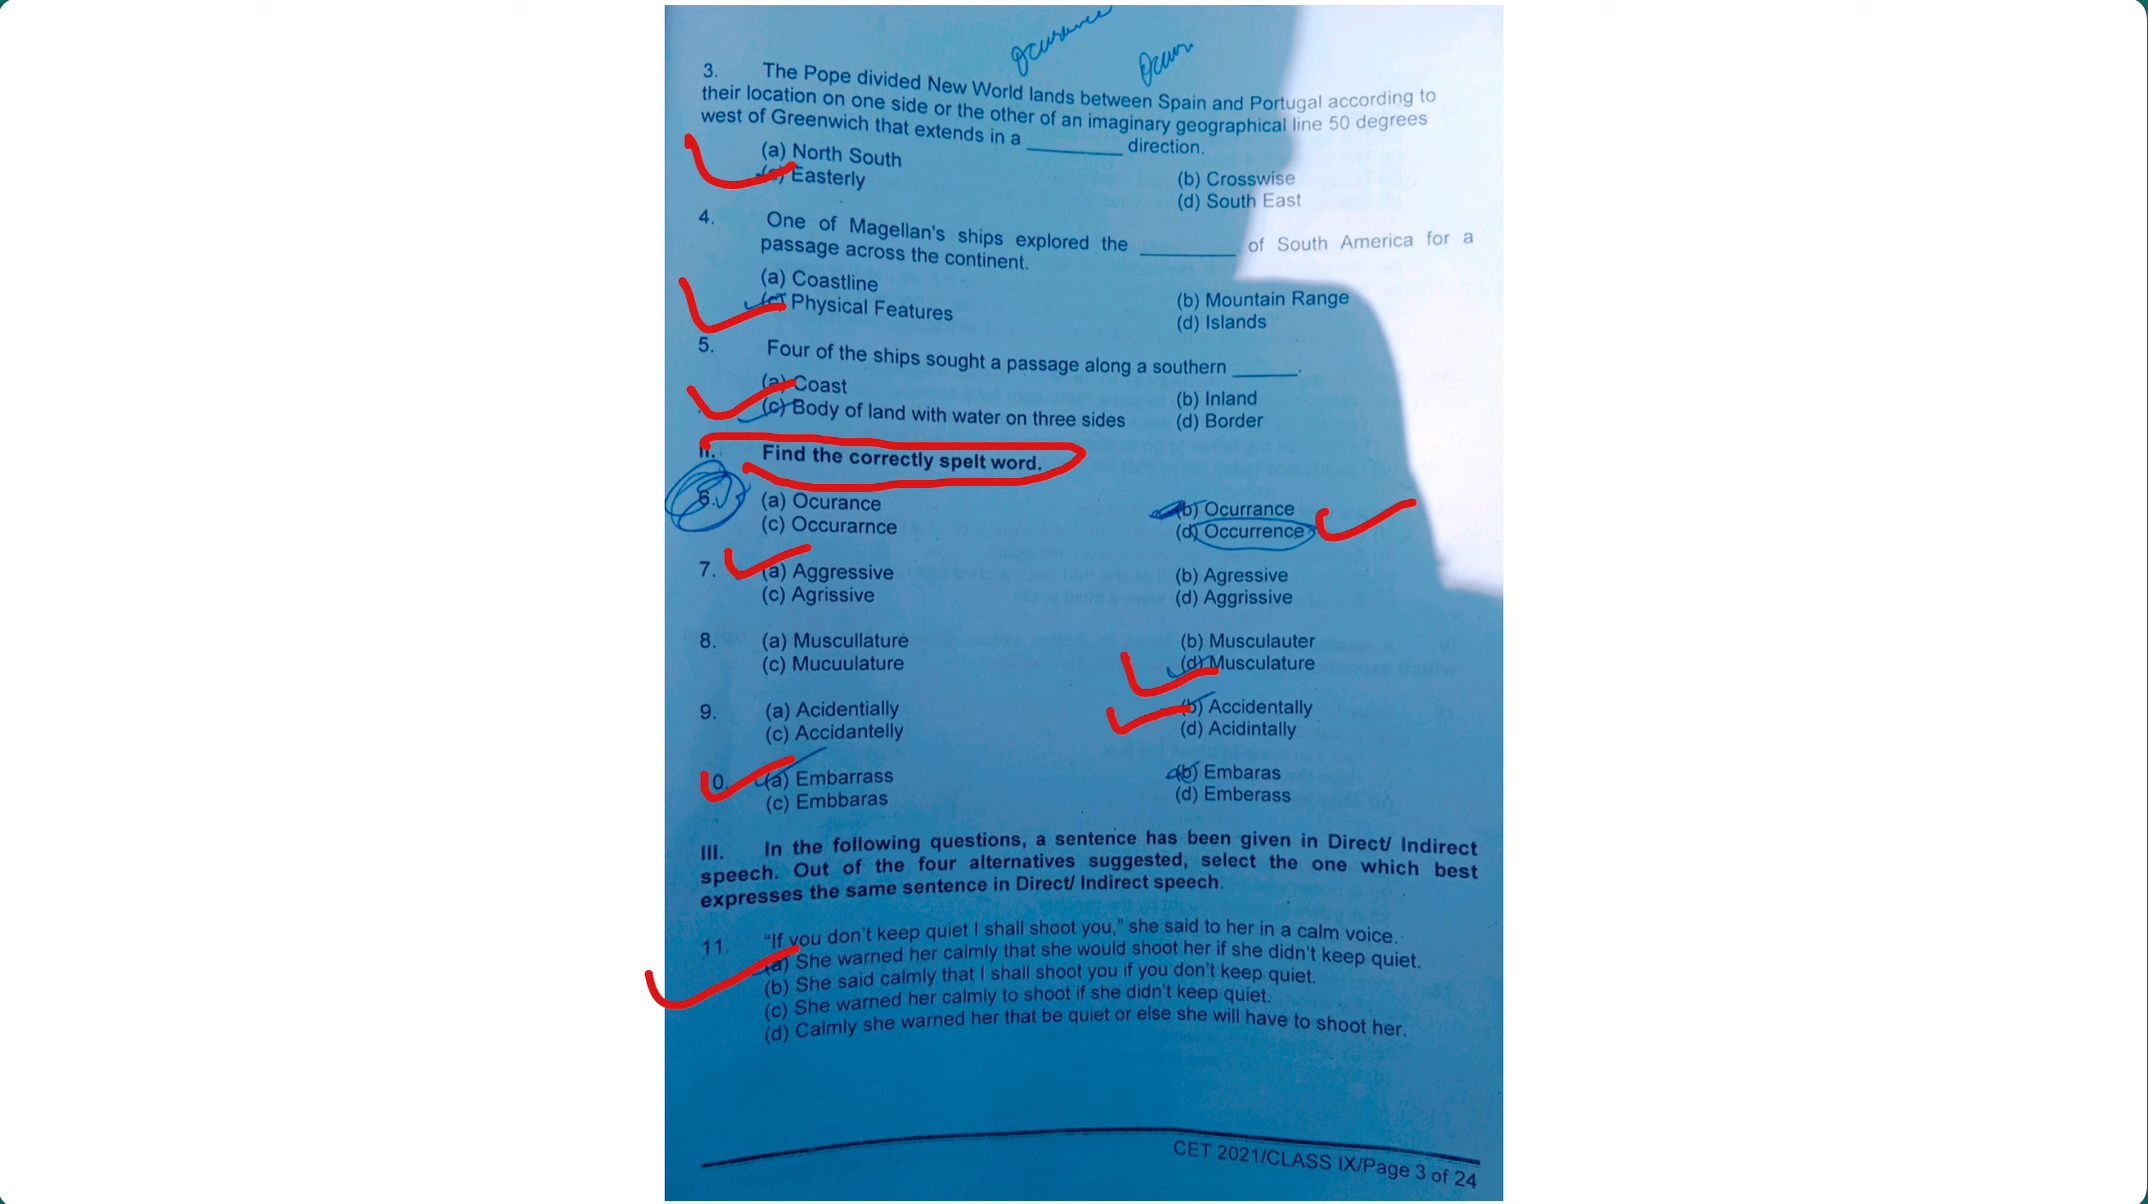 ocurance
Ocurr
3. The Pope divided New World lands between Spain and Portugal according to
their location on one side or the other of an imaginary geographical line 50 degrees
west of Greenwich that extends in a ________ direction.
(a) North South
(b) Crosswise
(c) Easterly
(d) South East
4. One of Magellan's ships explored the ________ of South America for a
passage across the continent.
(a) Coastline
(b) Mountain Range
(c) Physical Features
(d) Islands
5. Four of the ships sought a passage along a southern ______.
(a) Coast
(b) Inland
(c) Body of land with water on three sides
(d) Border
II. Find the correctly spelt word.
6. (a) Ocurance
(b) Ocurrance
(c) Occurarnce
(d) Occurrence
7. (a) Aggressive
(b) Agressive
(c) Agrissive
(d) Aggrissive
8. (a) Muscullature
(b) Musculauter
(c) Mucuulature
(d) Musculature
9. (a) Acidentially
(b) Accidentally
(c) Accidantelly
(d) Acidintally
10. (a) Embarrass
(b) Embaras
(c) Embbaras
(d) Emberass
III. In the following questions, a sentence has been given in Direct/ Indirect
speech. Out of the four alternatives suggested, select the one which best
expresses the same sentence in Direct/ Indirect speech.
11. “If you don't keep quiet I shall shoot you,” she said to her in a calm voice.
(a) She warned her calmly that she would shoot her if she didn't keep quiet.
(b) She said calmly that I shall shoot you if you don't keep quiet.
(c) She warned her calmly to shoot if she didn't keep quiet.
(d) Calmly she warned her that be quiet or else she will have to shoot her.
CET 2021/CLASS IX/Page 3 of 24